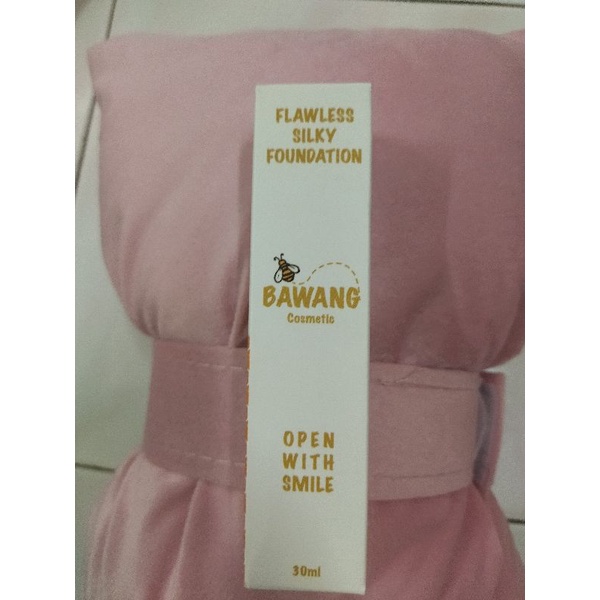 FLAWLESS
SILKY
FOUNDATION
BAWANG
Cosmetic
OPEN
WITH
SMILE
30ml